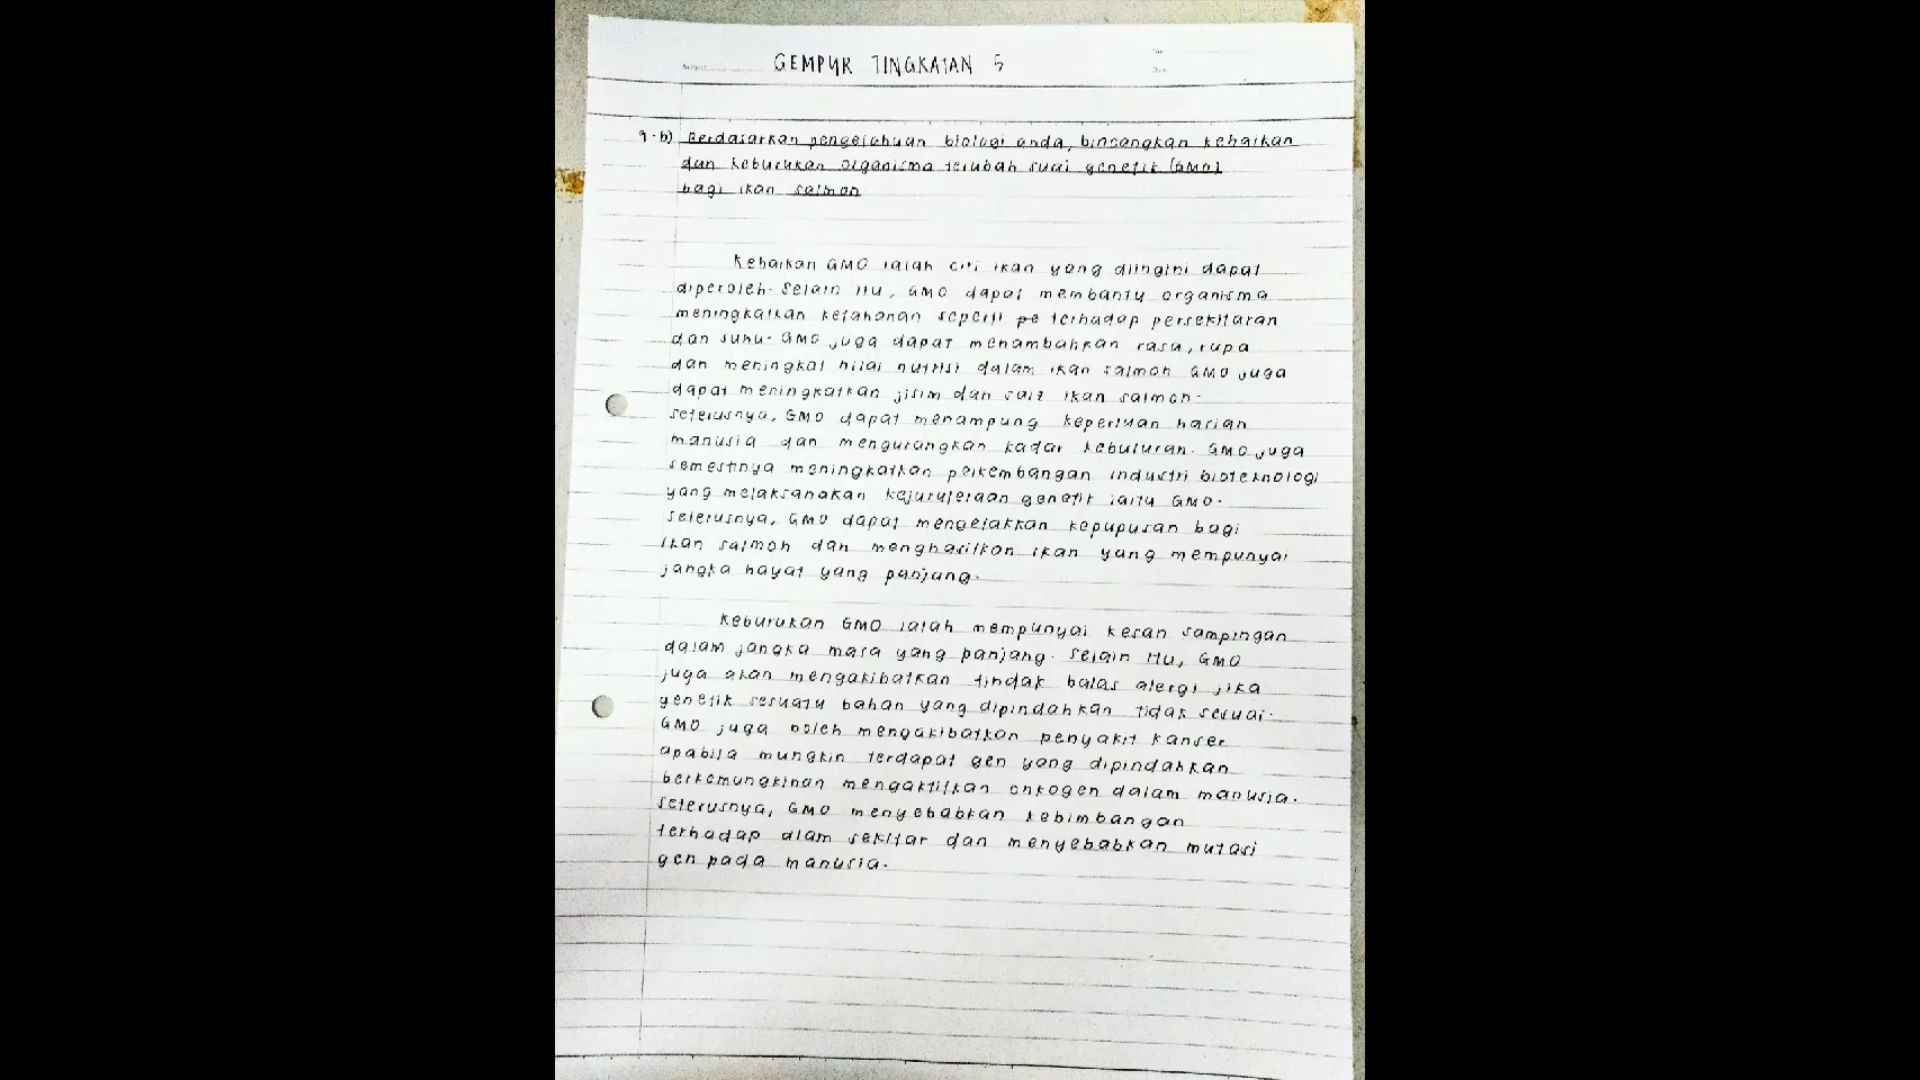 GEMPUR TINGKATAN 5
9.b) Berdasarkan pengetahuan biologi anda, bincangkan kebaikan
dan keburukan organisma terubah suai genetik (GMO)
bagi ikan salmon
Kebaikan GMO ialah ciri ikan yang diingini dapat
diperoleh. Selain itu, GMO dapat membantu organisma
meningkatkan ketahanan seperti pe terhadap persekitaran
dan suhu. GMO juga dapat menambahkan rasa, rupa
dan meningkat nilai nutrisi dalam ikan salmon GMO juga
dapat meningkatkan jisim dan saiz ikan salmon.
Seterusnya, GMO dapat menampung keperluan harian
manusia dan mengurangkan kadar kebuluran. GMO juga
semestinya meningkatkan perkembangan industri bioteknologi
yang melaksanakan kejuruteraan genetik iaitu GMO.
Seterusnya, GMO dapat mengelakkan kepupusan bagi
ikan salmon dan menghasilkan ikan yang mempunyai
jangka hayat yang panjang.
Keburukan GMO ialah mempunyai kesan sampingan
dalam jangka masa yang panjang. Selain itu, GMO
juga akan mengakibatkan tindak balas alergi jika
genetik sesuatu bahan yang dipindahkan tidak sesuai.
GMO juga boleh mengakibatkan penyakit kanser
apabila mungkin terdapat gen yang dipindahkan
berkemungkinan mengaktifkan onkogen dalam manusia.
Seterusnya, GMO menyebabkan kebimbangan
terhadap alam sekitar dan menyebabkan mutasi
gen pada manusia.